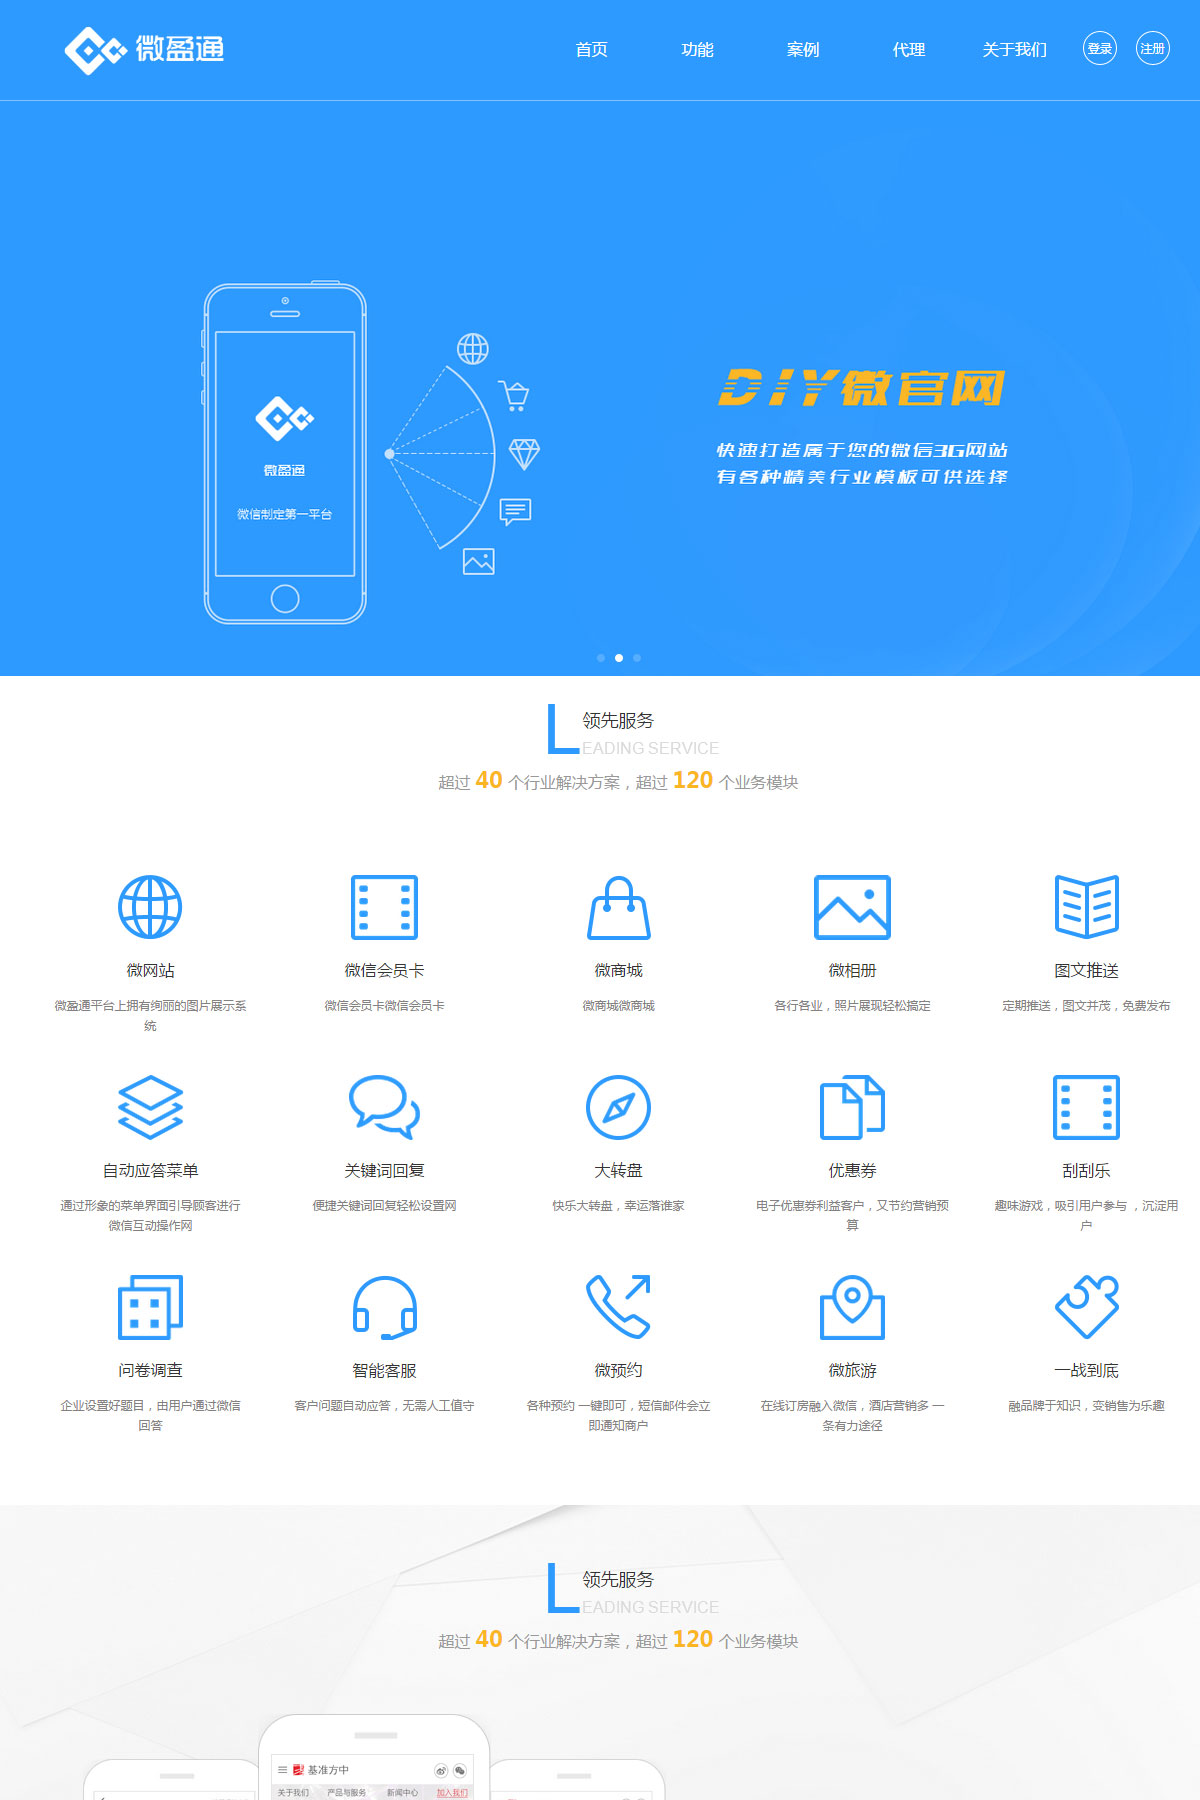 微盈通
首页 功能 案例 代理 关于我们 登录 注册
微盈通
微信制定第一平台
DIY微官网
快速打造属于您的微信3G网站
有各种精美行业模板可供选择
L 领先服务
EADING SERVICE
超过 40 个行业解决方案，超过 120 个业务模块
微网站 微信会员卡 微商城 微相册 图文推送
微盈通平台上拥有绚丽的图片展示系 微信会员卡微信会员卡 微商城微商城 各行各业，照片展现轻松搞定 定期推送，图文并茂，免费发布
统
自动应答菜单 关键词回复 大转盘 优惠券 刮刮乐
通过形象的菜单界面引导顾客进行 便捷关键词回复轻松设置网 快乐大转盘，幸运落谁家 电子优惠券利益客户，又节约营销预 趣味游戏，吸引用户参与 ，沉淀用
微信互动操作网 算 户
问卷调查 智能客服 微预约 微旅游 一战到底
企业设置好题目，由用户通过微信 客户问题自动应答，无需人工值守 各种预约 一键即可，短信邮件会立 在线订房融入微信，酒店营销多 一 融品牌于知识，变销售为乐趣
回答 即通知商户 条有力途径
L 领先服务
EADING SERVICE
超过 40 个行业解决方案，超过 120 个业务模块
基准方中
关于我们 产品与服务 新闻中心 加入我们